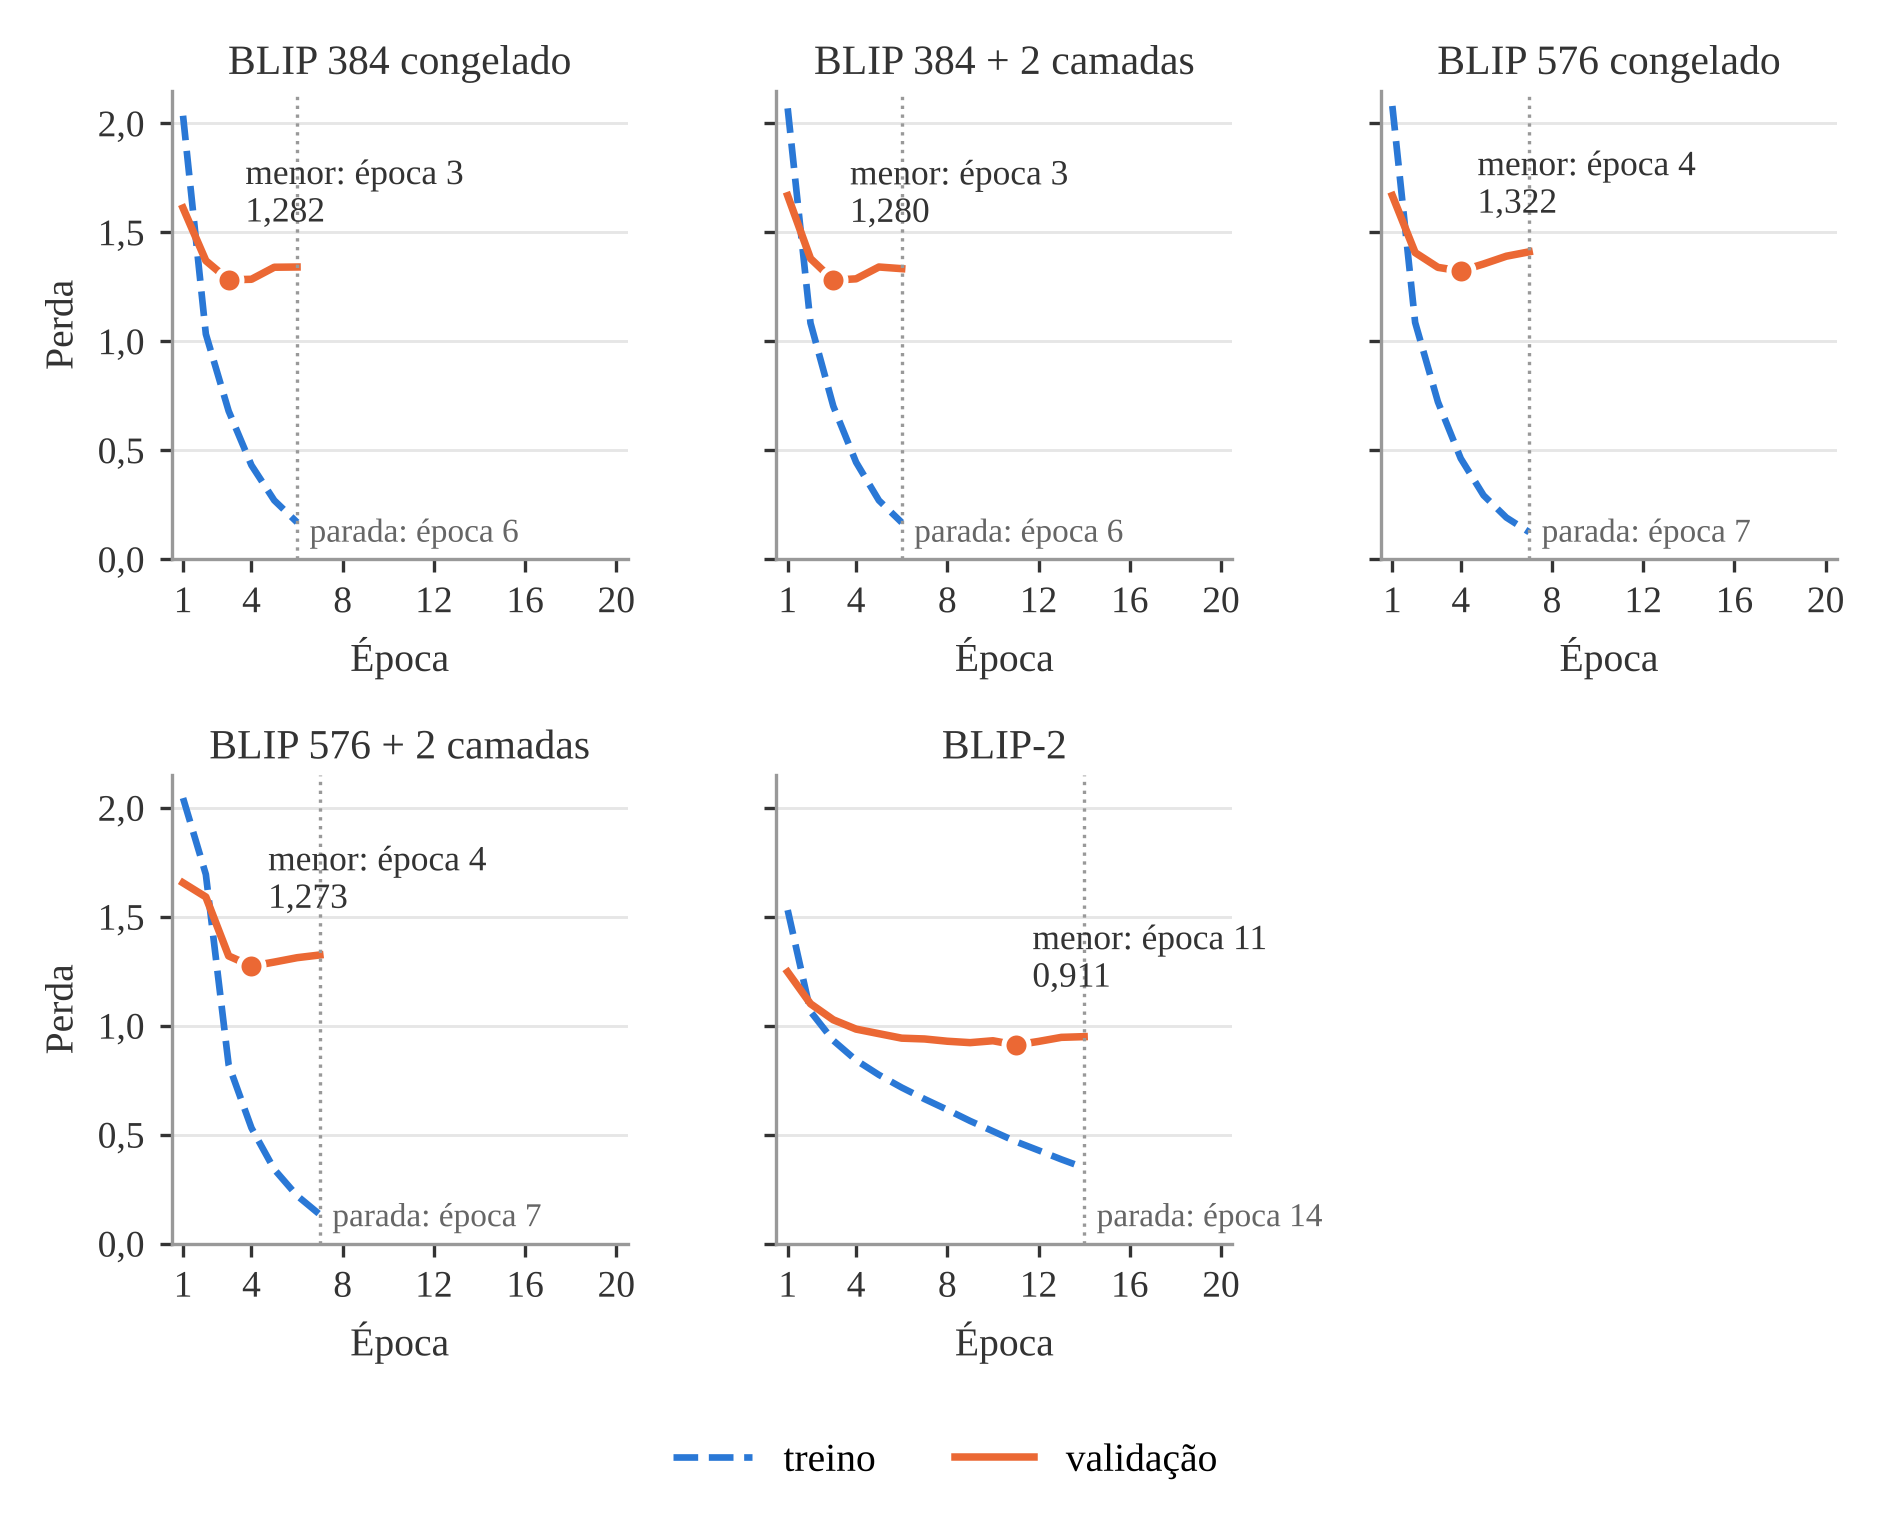 BLIP 384 congelado
BLIP 384 + 2 camadas
BLIP 576 congelado
Perda
2,0
1,5
1,0
0,5
0,0
menor: época 3
1,282
parada: época 6
1 4 8 12 16 20
Época
menor: época 3
1,280
parada: época 6
1 4 8 12 16 20
Época
menor: época 4
1,322
parada: época 7
1 4 8 12 16 20
Época
BLIP 576 + 2 camadas
BLIP-2
Perda
2,0
1,5
1,0
0,5
0,0
menor: época 4
1,273
parada: época 7
1 4 8 12 16 20
Época
menor: época 11
0,911
parada: época 14
1 4 8 12 16 20
Época
treino
validação